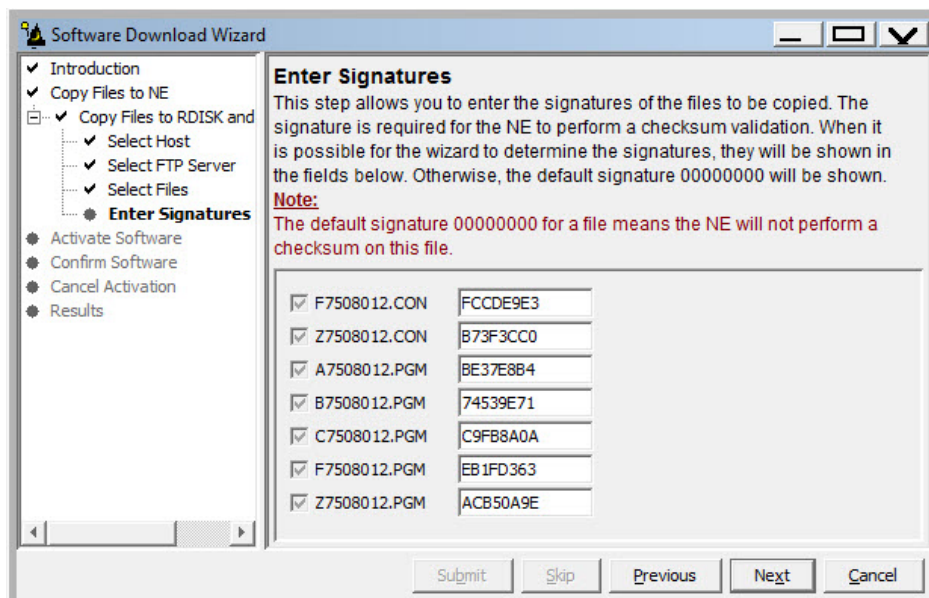 Software Download Wizard
Introduction
Copy Files to NE
Copy Files to RDISK and
Select Host
Select FTP Server
Select Files
Enter Signatures
Activate Software
Confirm Software
Cancel Activation
Results
Enter Signatures
This step allows you to enter the signatures of the files to be copied. The
signature is required for the NE to perform a checksum validation. When it
is possible for the wizard to determine the signatures, they will be shown in
the fields below. Otherwise, the default signature 00000000 will be shown.
Note:
The default signature 00000000 for a file means the NE will not perform a
checksum on this file.
F7508012.CON FCCDE9E3
Z7508012.CON B73F3CC0
A7508012.PGM BE37E8B4
B7508012.PGM 74539E71
C7508012.PGM C9FB8A0A
F7508012.PGM EB1FD363
Z7508012.PGM ACB50A9E
Submit Skip Previous Next Cancel